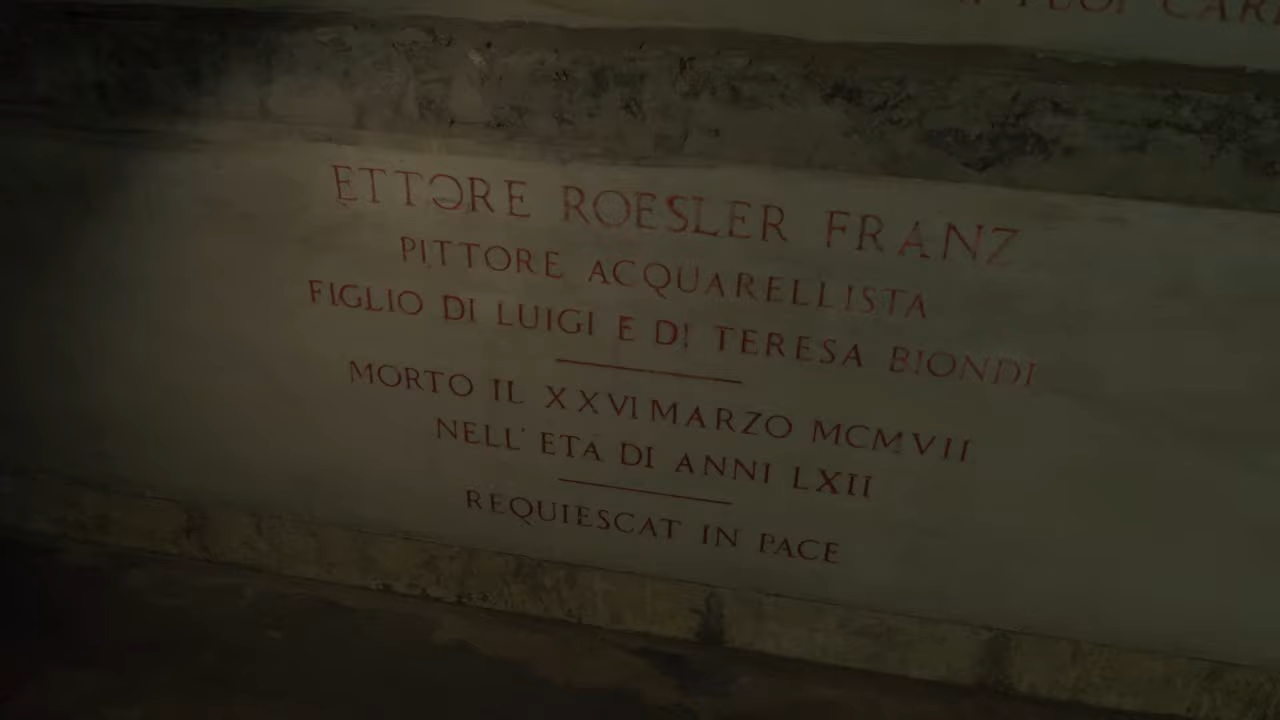 ETTORE ROESLER FRANZ
PITTORE ACQUARELLISTA
FIGLIO DI LUIGI E DI TERESA BIONDI
MORTO IL XXVI MARZO MCMVII
NELL' ETÀ DI ANNI LXII
REQUIESCAT IN PACE